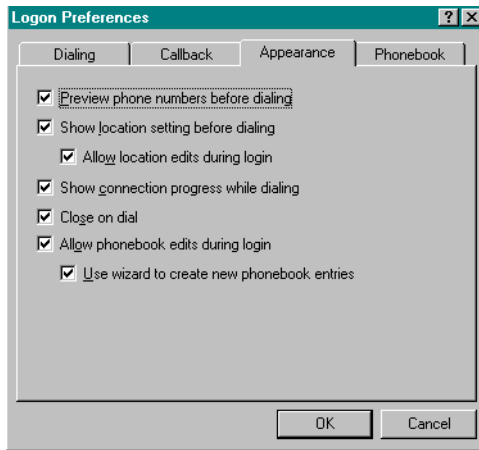 Logon Preferences
Dialing Callback Appearance Phonebook
Preview phone numbers before dialing
Show location setting before dialing
Allow location edits during login
Show connection progress while dialing
Close on dial
Allow phonebook edits during login
Use wizard to create new phonebook entries
OK Cancel